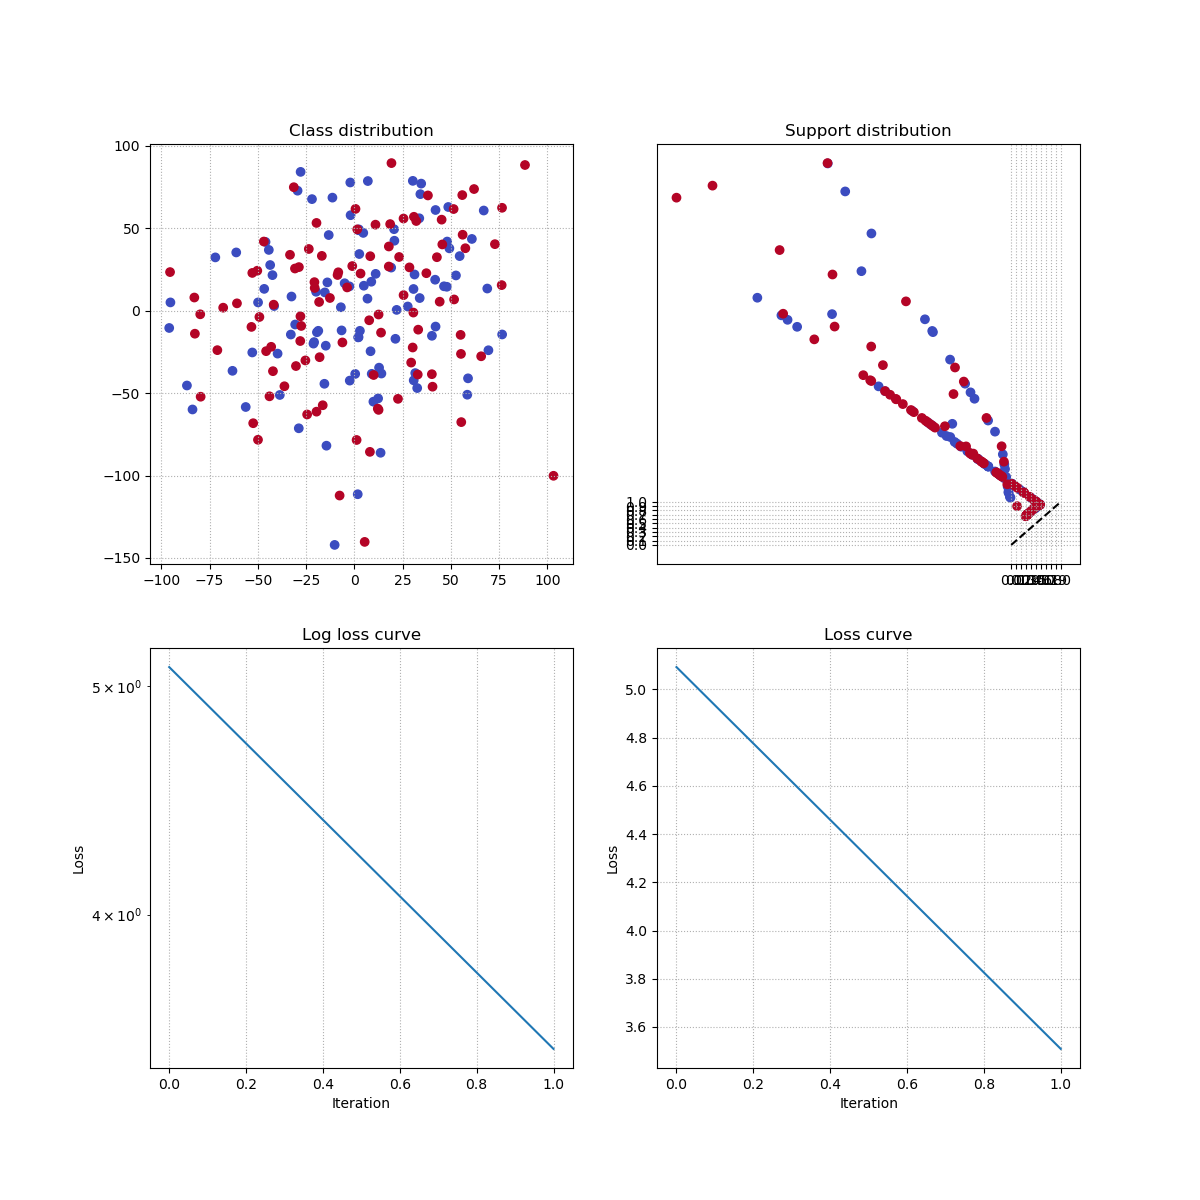 Class distribution
100
50
0
−50
−100
−150
−100 −75 −50 −25 0 25 50 75 100
Support distribution
1.0
0.0
Log loss curve
5 × 10⁰
4 × 10⁰
Loss
0.0 0.2 0.4 0.6 0.8 1.0
Iteration
Loss curve
5.0
4.8
4.6
4.4
4.2
4.0
3.8
3.6
Loss
0.0 0.2 0.4 0.6 0.8 1.0
Iteration